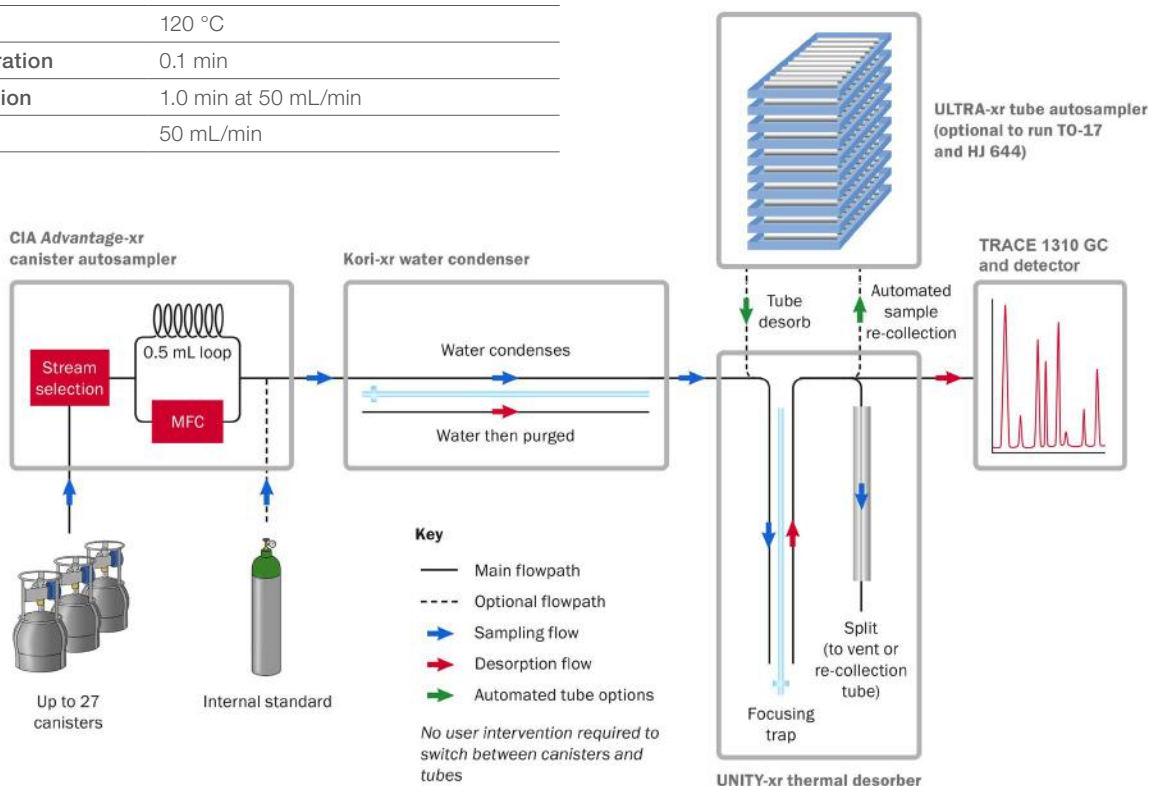 120 °C
ration 0.1 min
ion 1.0 min at 50 mL/min
50 mL/min
ULTRA-xr tube autosampler
(optional to run TO-17
and HJ 644)
CIA Advantage-xr
canister autosampler
Kori-xr water condenser
TRACE 1310 GC
and detector
Tube
desorb
Automated
sample
re-collection
0.5 mL loop
Stream
selection
MFC
Water condenses
Water then purged
Up to 27
canisters
Internal standard
Key
Main flowpath
Optional flowpath
Sampling flow
Desorption flow
Automated tube options
No user intervention required to
switch between canisters and
tubes
Split
(to vent or
re-collection
tube)
Focusing
trap
UNITY-xr thermal desorber